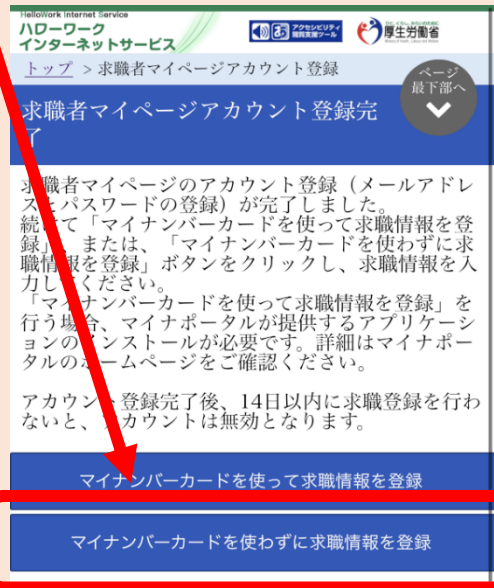 HelloWork Internet Service
ハローワーク
インターネットサービス
アクセシビリティ
閲覧支援ツール
厚生労働省
トップ > 求職者マイページアカウント登録
ページ
最下部へ
求職者マイページアカウント登録完
了
求職者マイページのアカウント登録（メールアドレ
スとパスワードの登録）が完了しました。
続けて「マイナンバーカードを使って求職情報を登
録」、または、「マイナンバーカードを使わずに求
職情報を登録」ボタンをクリックし、求職情報を入
力してください。
「マイナンバーカードを使って求職情報を登録」を
行う場合、マイナポータルが提供するアプリケーシ
ョンのインストールが必要です。詳細はマイナポー
タルのホームページをご確認ください。
アカウント登録完了後、14日以内に求職登録を行わ
ないと、アカウントは無効となります。
マイナンバーカードを使って求職情報を登録
マイナンバーカードを使わずに求職情報を登録